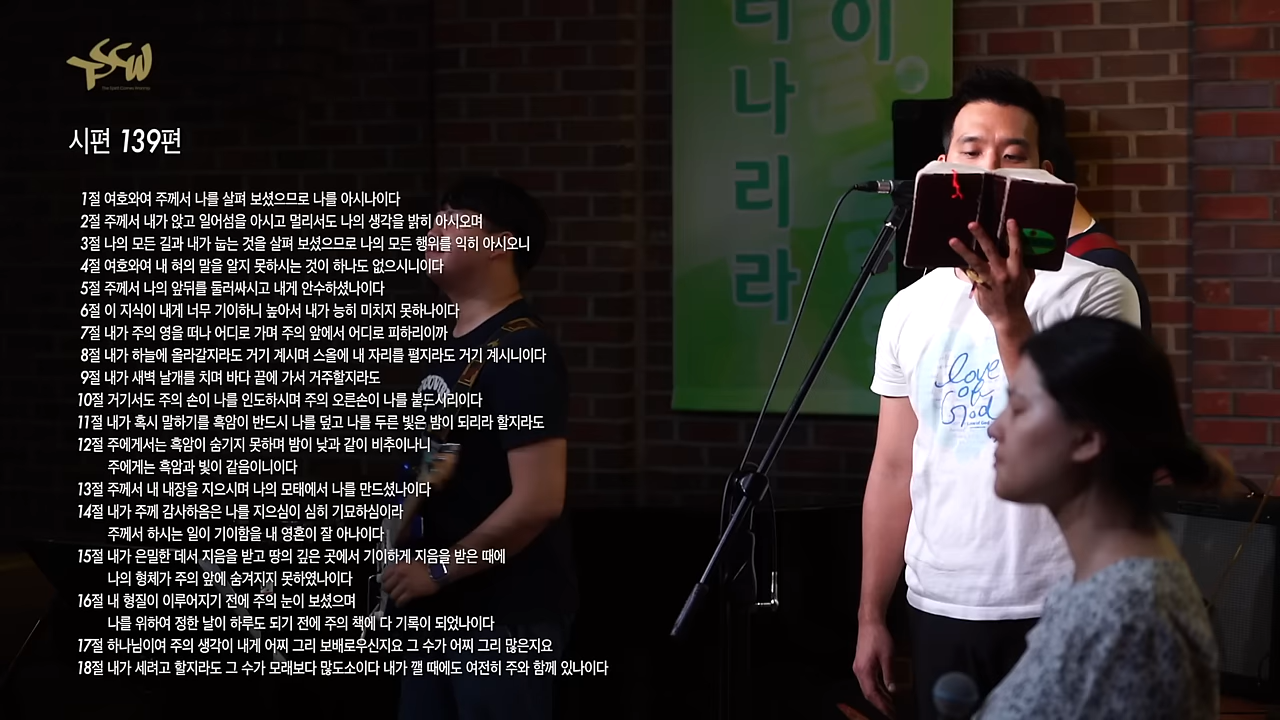 TSCW
The Spirit Comes Worship
시편 139편
1절 여호와여 주께서 나를 살펴 보셨으므로 나를 아시나이다
2절 주께서 내가 앉고 일어섬을 아시고 멀리서도 나의 생각을 밝히 아시오며
3절 나의 모든 길과 내가 눕는 것을 살펴 보셨으므로 나의 모든 행위를 익히 아시오니
4절 여호와여 내 혀의 말을 알지 못하시는 것이 하나도 없으시니이다
5절 주께서 나의 앞뒤를 둘러싸시고 내게 안수하셨나이다
6절 이 지식이 내게 너무 기이하니 높아서 내가 능히 미치지 못하나이다
7절 내가 주의 영을 떠나 어디로 가며 주의 앞에서 어디로 피하리이까
8절 내가 하늘에 올라갈지라도 거기 계시며 스올에 내 자리를 펼지라도 거기 계시니이다
9절 내가 새벽 날개를 치며 바다 끝에 가서 거주할지라도
10절 거기서도 주의 손이 나를 인도하시며 주의 오른손이 나를 붙드시리이다
11절 내가 혹시 말하기를 흑암이 반드시 나를 덮고 나를 두른 빛은 밤이 되리라 할지라도
12절 주에게서는 흑암이 숨기지 못하며 밤이 낮과 같이 비추이나니
주에게는 흑암과 빛이 같음이니이다
13절 주께서 내 내장을 지으시며 나의 모태에서 나를 만드셨나이다
14절 내가 주께 감사하옴은 나를 지으심이 심히 기묘하심이라
주께서 하시는 일이 기이함을 내 영혼이 잘 아나이다
15절 내가 은밀한 데서 지음을 받고 땅의 깊은 곳에서 기이하게 지음을 받은 때에
나의 형체가 주의 앞에 숨겨지지 못하였나이다
16절 내 형질이 이루어지기 전에 주의 눈이 보셨으며
나를 위하여 정한 날이 하루도 되기 전에 주의 책에 다 기록이 되었나이다
17절 하나님이여 주의 생각이 내게 어찌 그리 보배로우신지요 그 수가 어찌 그리 많은지요
18절 내가 세려고 할지라도 그 수가 모래보다 많도소이다 내가 깰 때에도 여전히 주와 함께 있나이다
나리라
이
love
of
God